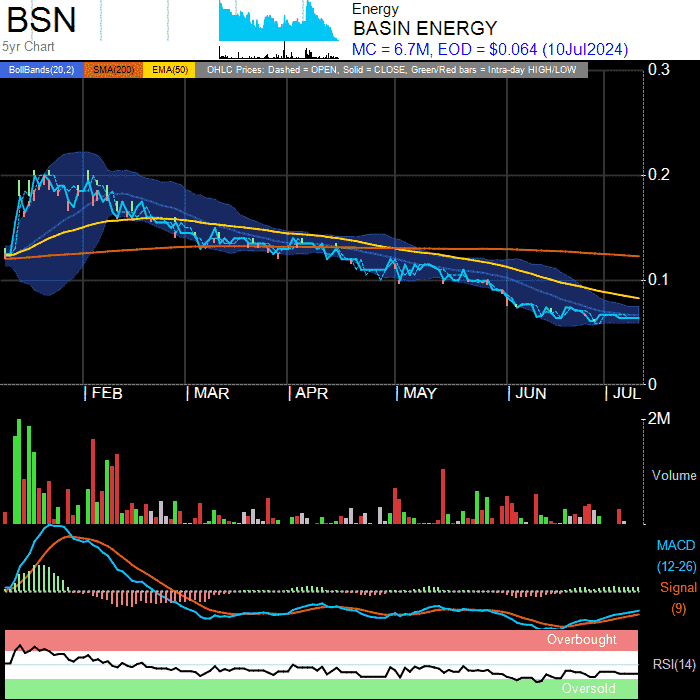 BSN
5yr Chart
Energy
BASIN ENERGY
MC = 6.7M, EOD = $0.064 (10Jul2024)
BollBands(20,2) SMA(200) EMA(50) OHLC Prices: Dashed = OPEN, Solid = CLOSE, Green/Red bars = Intra-day HIGH/LOW
0.3
0.2
0.1
0
FEB MAR APR MAY JUN JUL
2M
Volume
MACD
(12-26)
Signal
(9)
Overbought
RSI(14)
Oversold